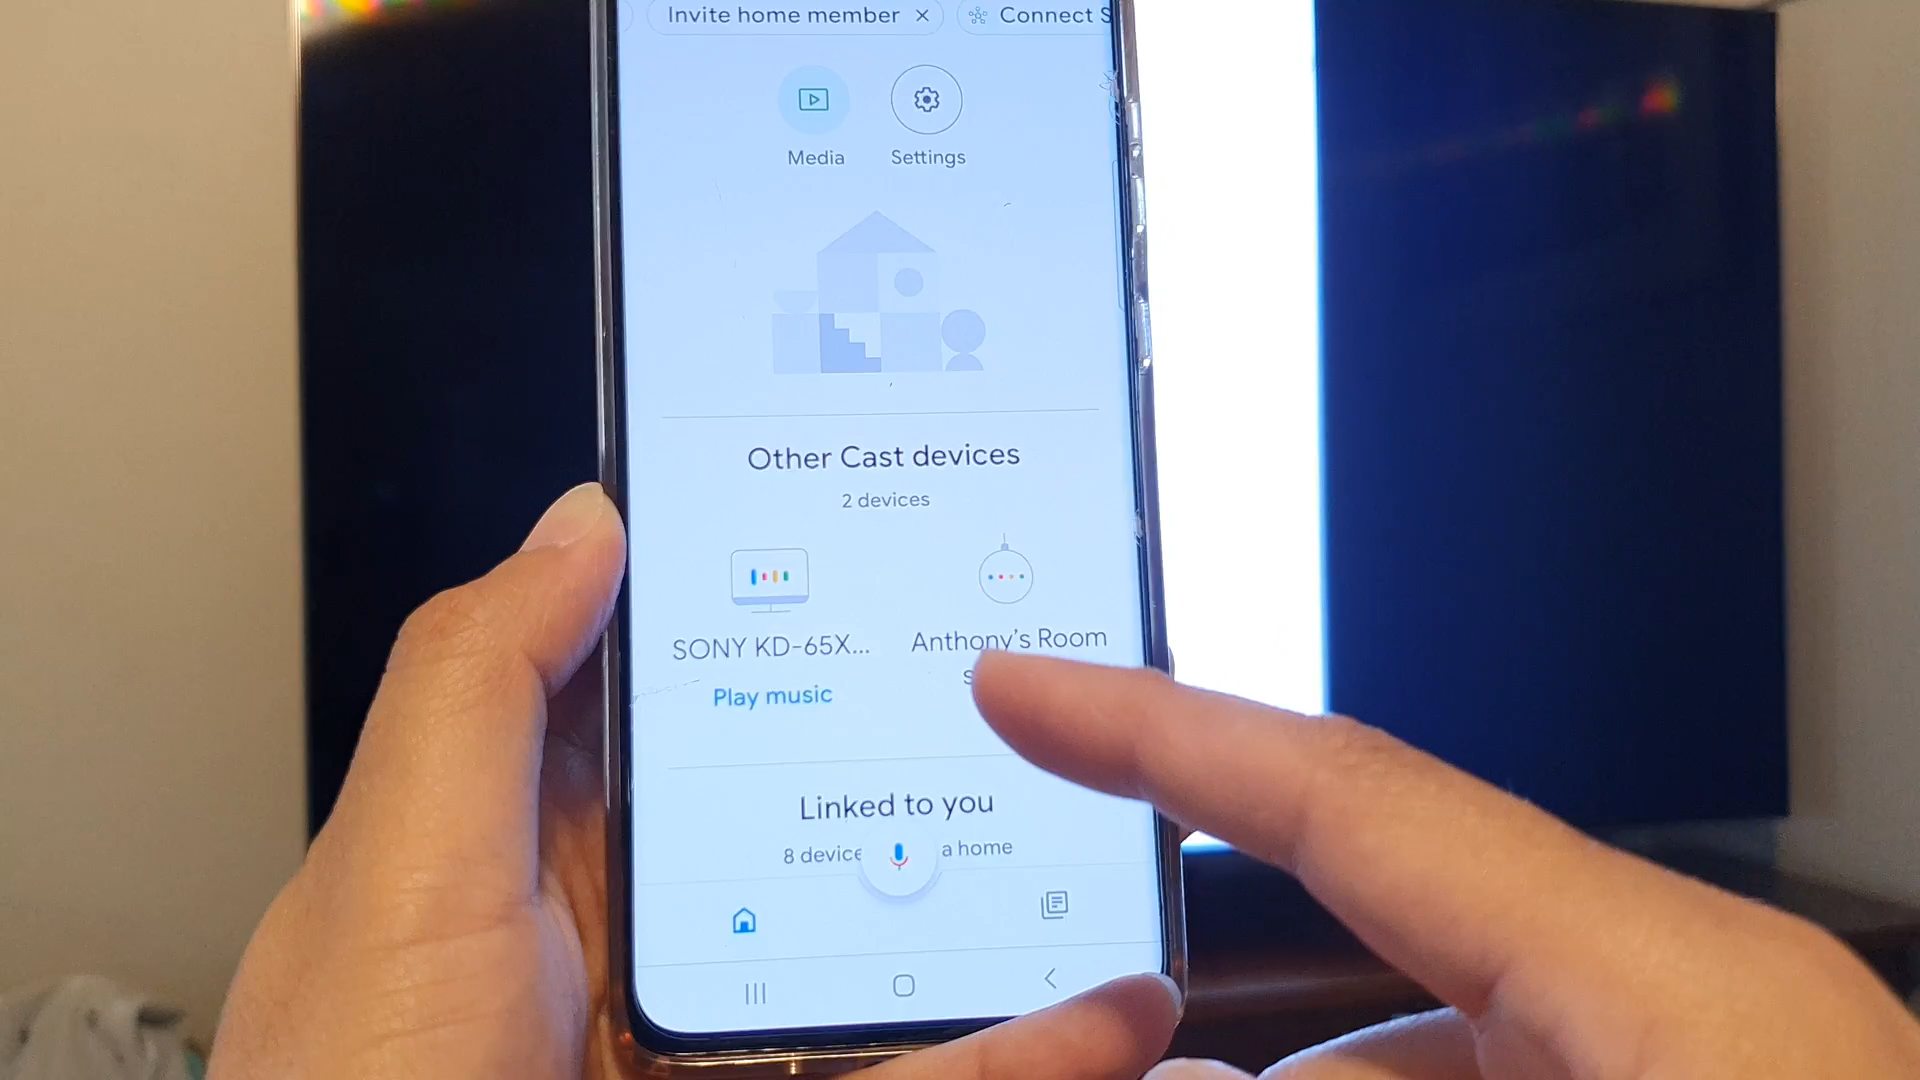 Invite home member
Connect S
Media
Settings
Other Cast devices
2 devices
SONY KD-65X...
Anthony's Room
Play music
Linked to you
8 device a home